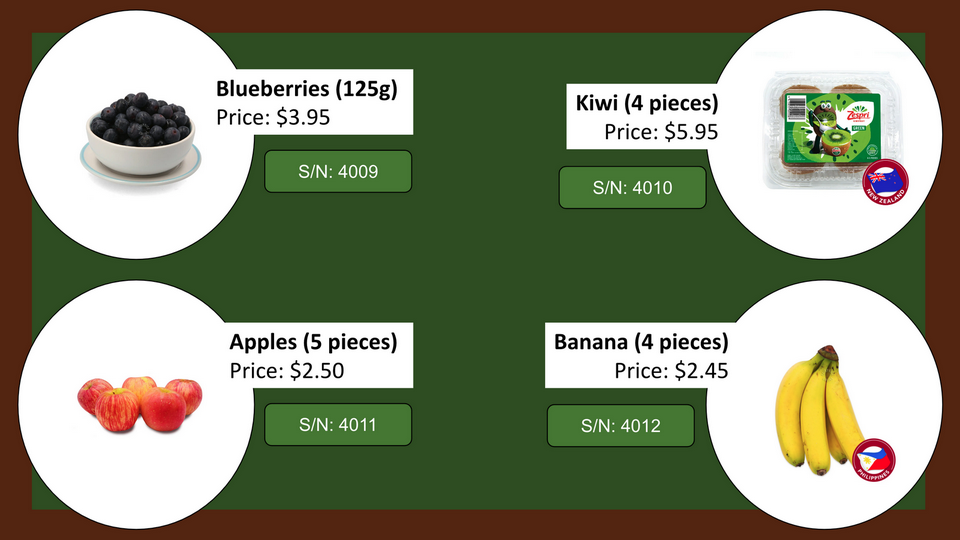 Blueberries (125g)
Price: $3.95
S/N: 4009
Kiwi (4 pieces)
Price: $5.95
S/N: 4010
Zespri
GREEN
NEW ZEALAND
Apples (5 pieces)
Price: $2.50
S/N: 4011
Banana (4 pieces)
Price: $2.45
S/N: 4012
PHILIPPINES